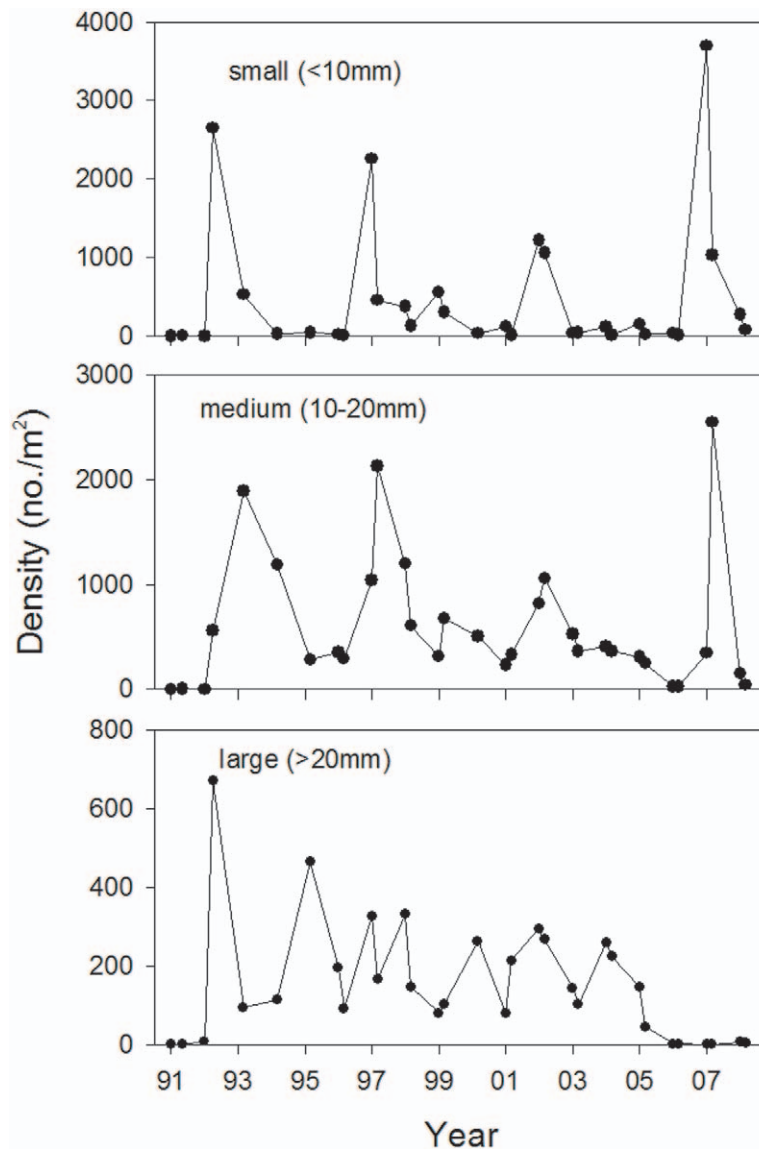 4000
small (<10mm)
3000
2000
1000
0
3000
medium (10-20mm)
2000
1000
0
Density (no./m²)
800
large (>20mm)
600
400
200
0
91 93 95 97 99 01 03 05 07
Year